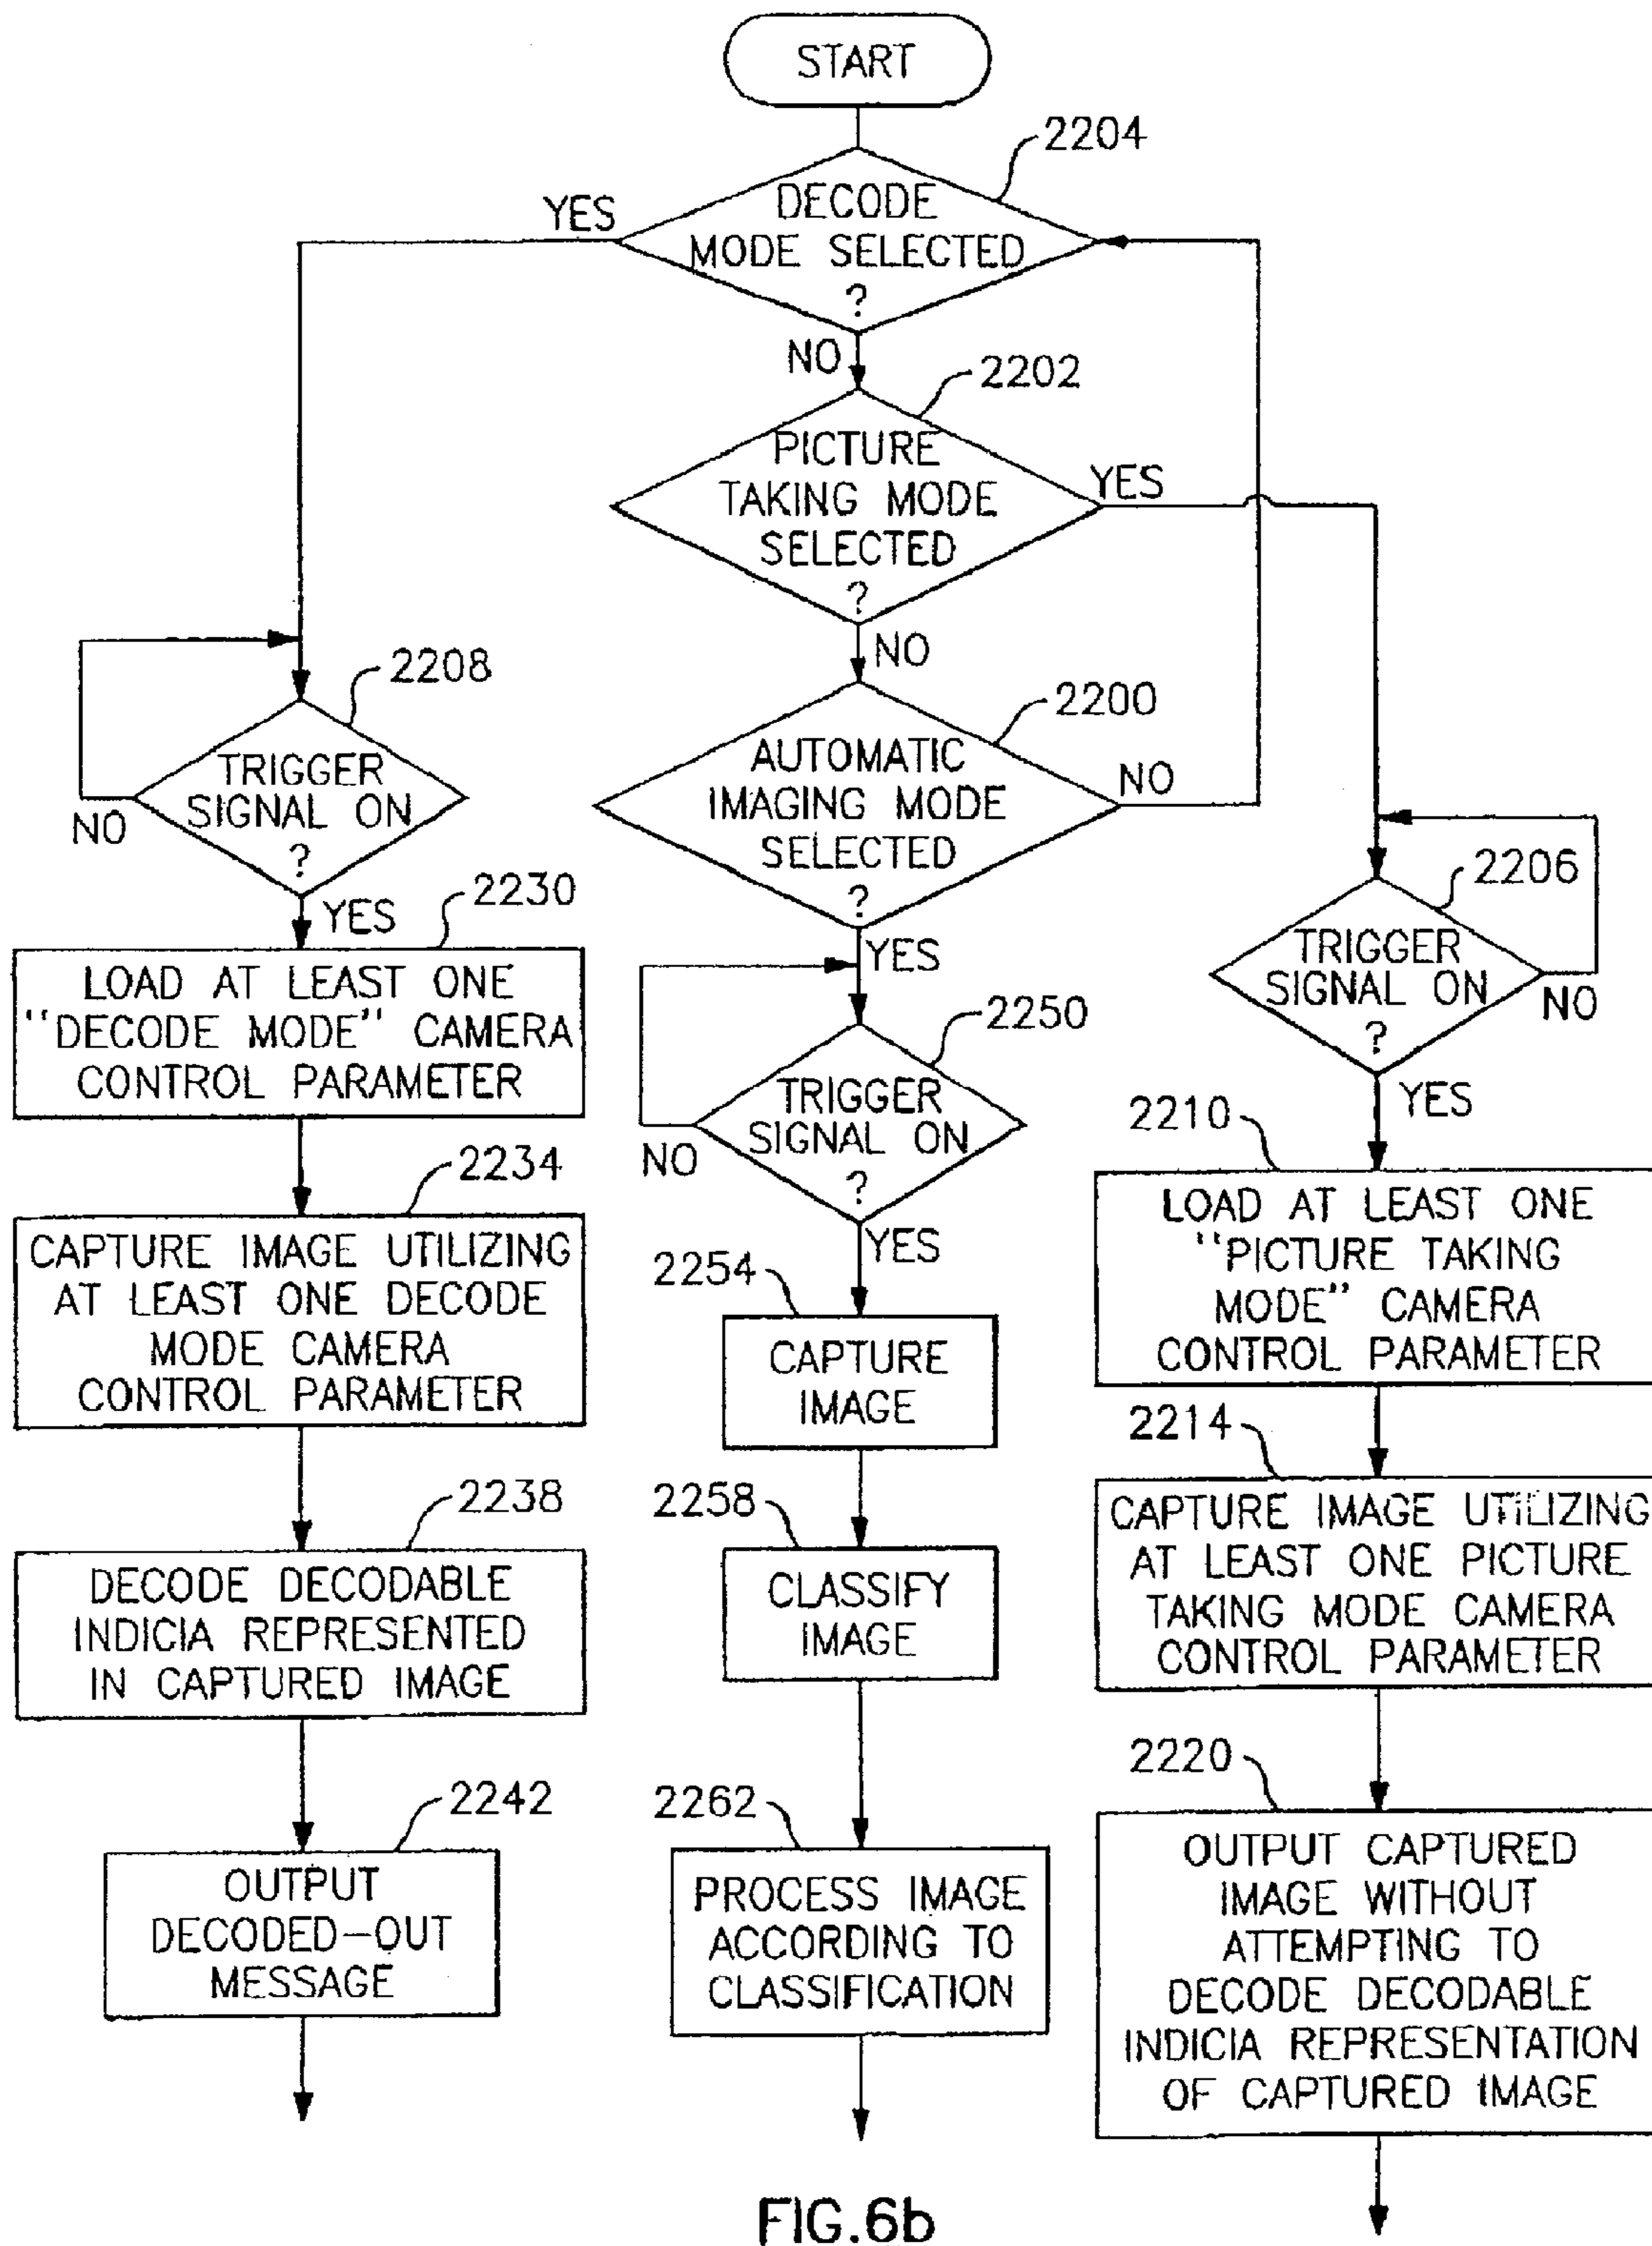 START
2204
DECODE
MODE SELECTED
?
YES
NO
2202
PICTURE
TAKING MODE
SELECTED
?
YES
NO
2200
AUTOMATIC
IMAGING MODE
SELECTED
?
NO
YES
2208
TRIGGER
SIGNAL ON
?
NO
YES
2230
LOAD AT LEAST ONE
"DECODE MODE" CAMERA
CONTROL PARAMETER
2234
CAPTURE IMAGE UTILIZING
AT LEAST ONE DECODE
MODE CAMERA
CONTROL PARAMETER
2238
DECODE DECODABLE
INDICIA REPRESENTED
IN CAPTURED IMAGE
2242
OUTPUT
DECODED-OUT
MESSAGE
2250
TRIGGER
SIGNAL ON
?
NO
YES
2254
CAPTURE
IMAGE
2258
CLASSIFY
IMAGE
2262
PROCESS IMAGE
ACCORDING TO
CLASSIFICATION
2206
TRIGGER
SIGNAL ON
?
NO
YES
2210
LOAD AT LEAST ONE
"PICTURE TAKING
MODE" CAMERA
CONTROL PARAMETER
2214
CAPTURE IMAGE UTILIZING
AT LEAST ONE PICTURE
TAKING MODE CAMERA
CONTROL PARAMETER
2220
OUTPUT CAPTURED
IMAGE WITHOUT
ATTEMPTING TO
DECODE DECODABLE
INDICIA REPRESENTATION
OF CAPTURED IMAGE
FIG.6b